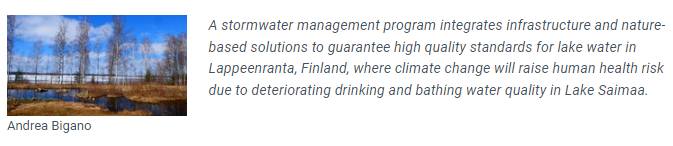 A stormwater management program integrates infrastructure and nature-
based solutions to guarantee high quality standards for lake water in
Lappeenranta, Finland, where climate change will raise human health risk
due to deteriorating drinking and bathing water quality in Lake Saimaa.
Andrea Bigano